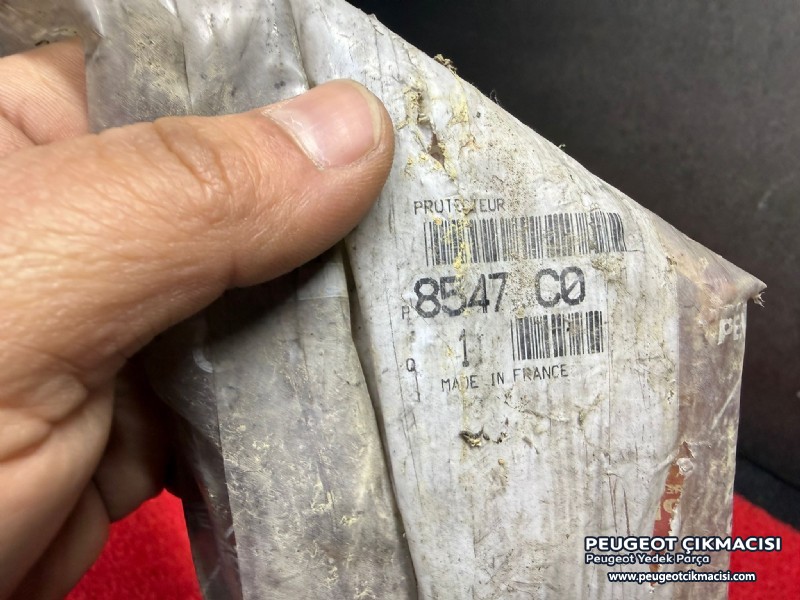 PROTECTEUR
P 8547 C0
Q 1
MADE IN FRANCE
PEUGEOT ÇIKMACISI
Peugeot Yedek Parça
www.peugeotcikmacisi.com